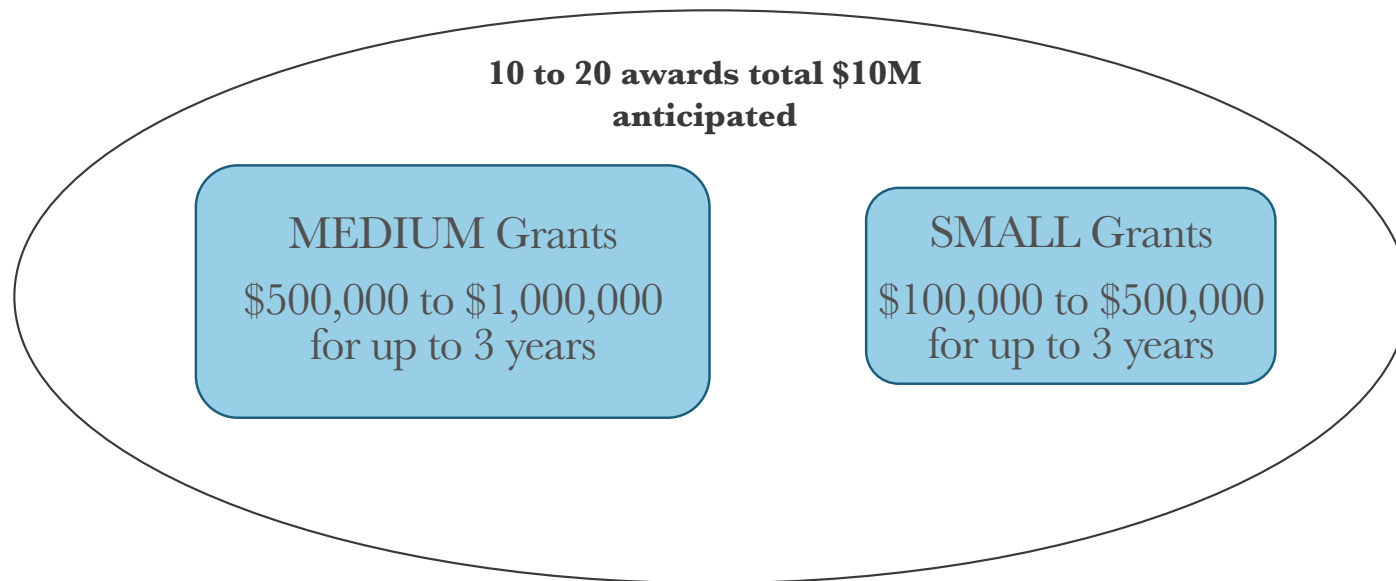 10 to 20 awards total $10M
anticipated
MEDIUM Grants
$500,000 to $1,000,000
for up to 3 years
SMALL Grants
$100,000 to $500,000
for up to 3 years